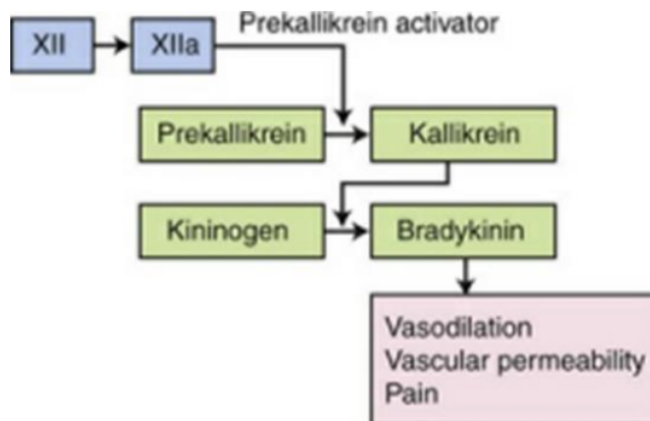 Prekallikrein activator
XII
XIIa
Prekallikrein
Kallikrein
Kininogen
Bradykinin
Vasodilation
Vascular permeability
Pain